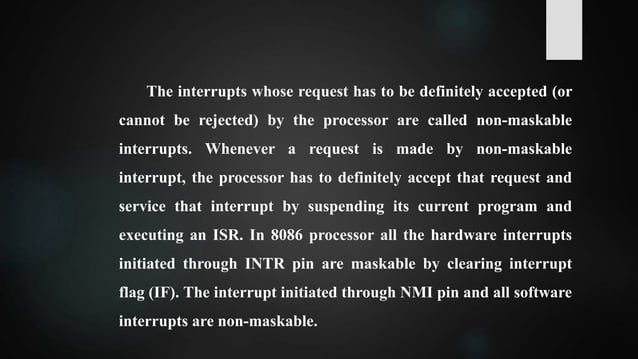 The interrupts whose request has to be definitely accepted (or
cannot be rejected) by the processor are called non-maskable
interrupts. Whenever a request is made by non-maskable
interrupt, the processor has to definitely accept that request and
service that interrupt by suspending its current program and
executing an ISR. In 8086 processor all the hardware interrupts
initiated through INTR pin are maskable by clearing interrupt
flag (IF). The interrupt initiated through NMI pin and all software
interrupts are non-maskable.